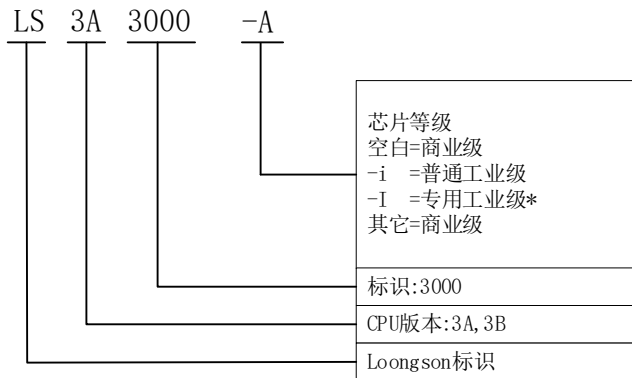 LS 3A 3000 -A
芯片等级
空白=商业级
-i =普通工业级
-I =专用工业级*
其它=商业级
标识:3000
CPU版本:3A,3B
Loongson标识